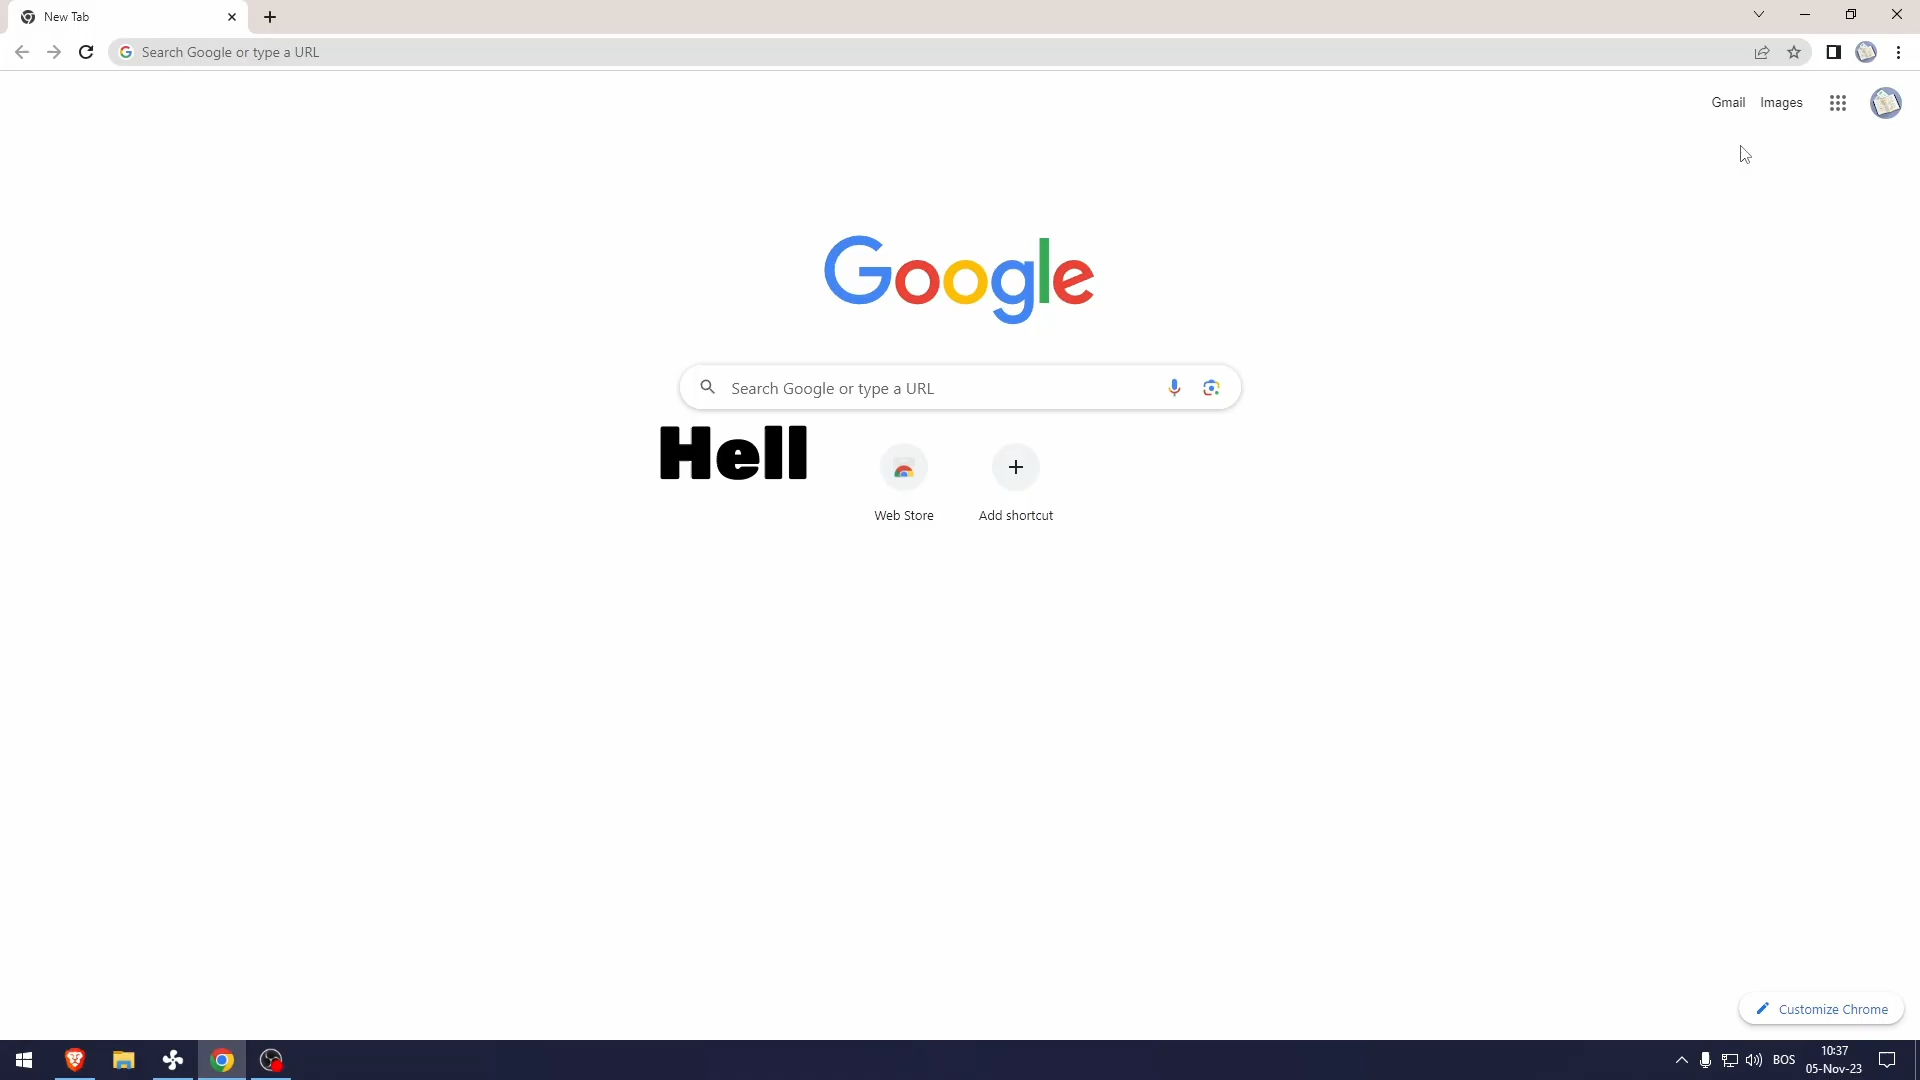 New Tab
Search Google or type a URL
Gmail Images
Google
Search Google or type a URL
Hell
Web Store Add shortcut
Customize Chrome
BOS 10:37
05-Nov-23